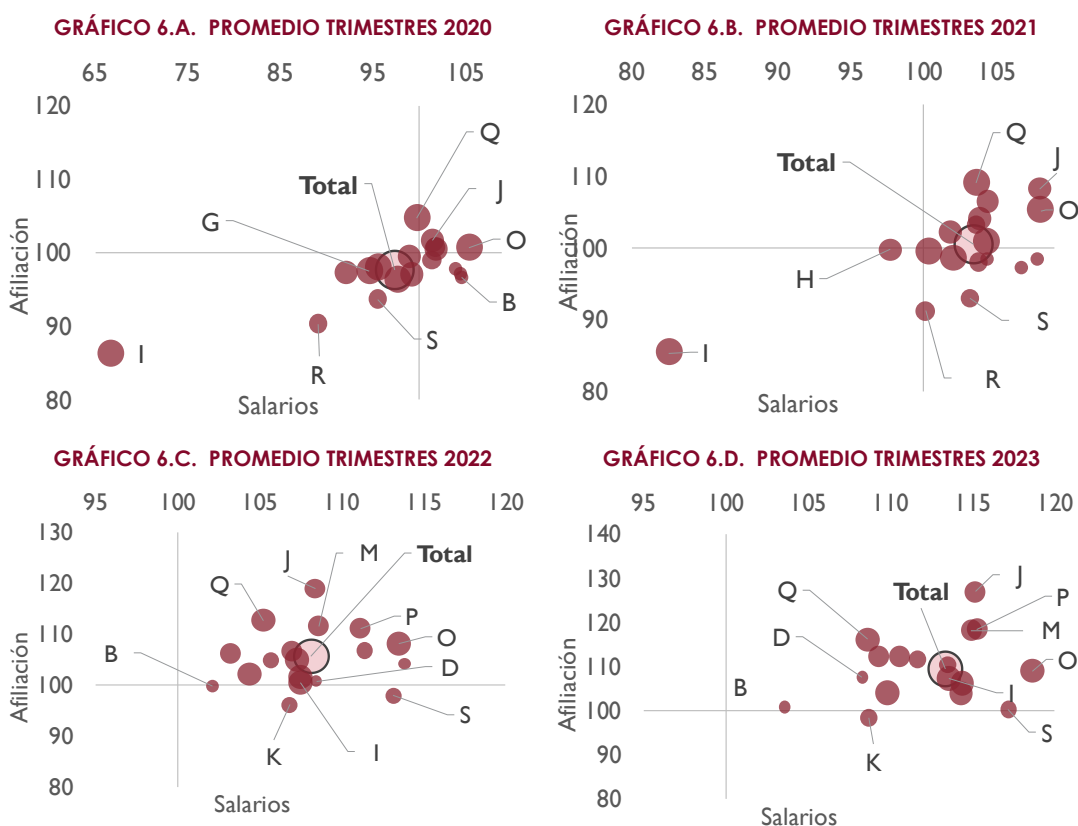 GRÁFICO 6.A. PROMEDIO TRIMESTRES 2020
65 75 85 95 105
120
110
100
90
80
Afiliación
Salarios
Q
Total
J
G
O
B
S
R
I
GRÁFICO 6.B. PROMEDIO TRIMESTRES 2021
80 85 90 95 100 105
120
110
100
90
80
Afiliación
Salarios
Q
J
Total
O
H
S
I
R
GRÁFICO 6.C. PROMEDIO TRIMESTRES 2022
95 100 105 110 115 120
130
120
110
100
90
80
Afiliación
Salarios
M
Total
J
Q
P
O
B
D
S
K
I
GRÁFICO 6.D. PROMEDIO TRIMESTRES 2023
95 100 105 110 115 120
140
130
120
110
100
90
80
Afiliación
Salarios
J
Total
P
Q
M
D
O
I
B
S
K